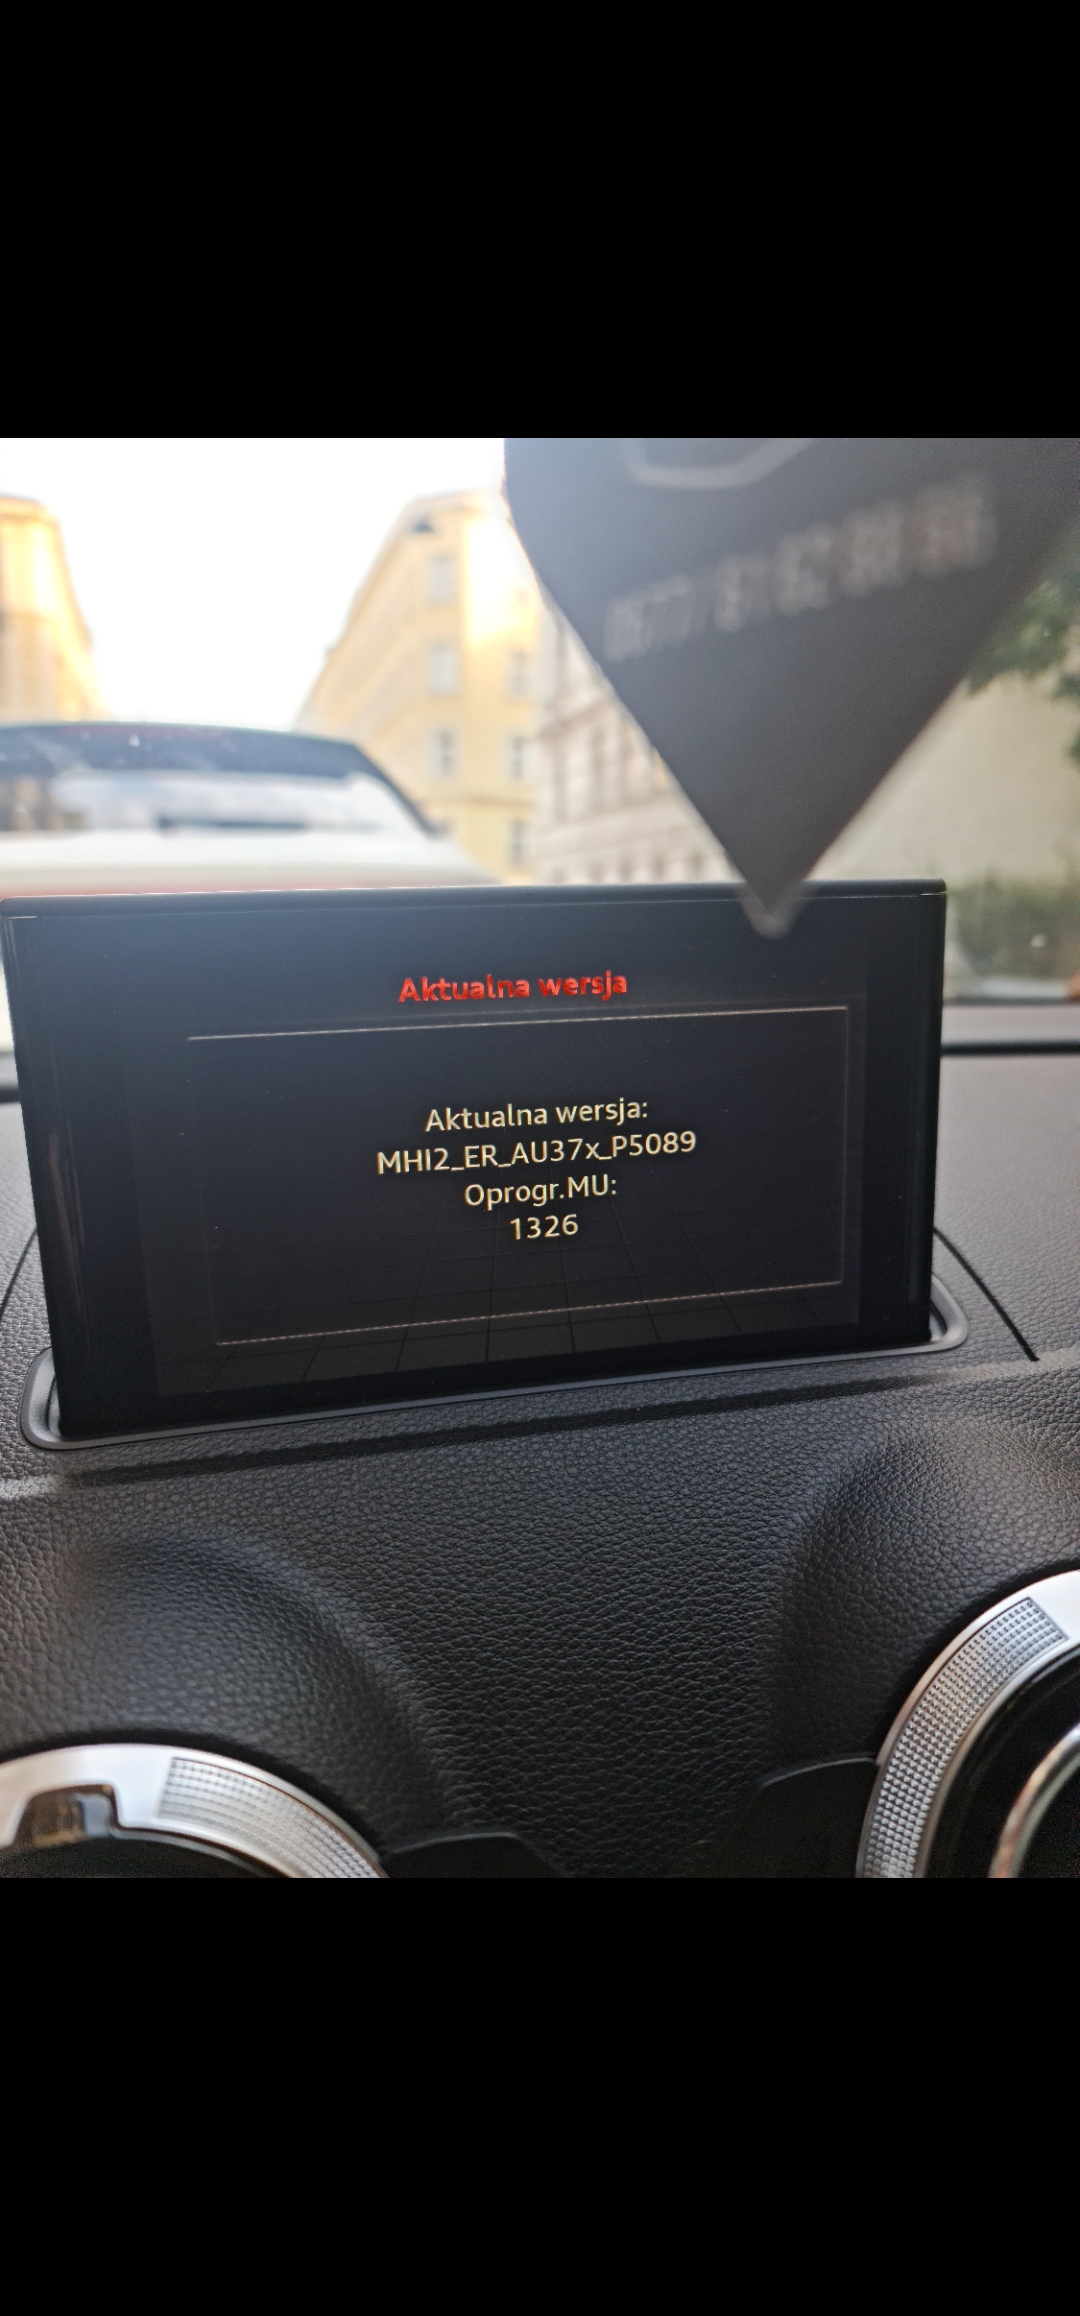 Aktualna wersja
Aktualna wersja:
MHI2_ER_AU37x_P5089
Oprogr.MU:
1326